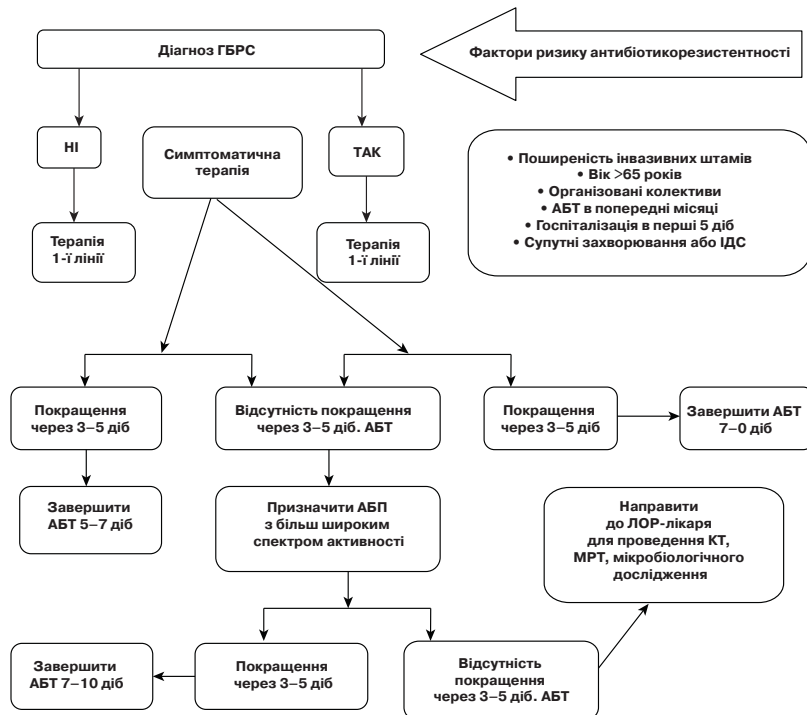 Діагноз ГБРС
Фактори ризику антибіотикорезистентності
НІ
Симптоматична
терапія
ТАК
• Поширеність інвазивних штамів
• Вік >65 років
• Організовані колективи
• АБТ в попередні місяці
• Госпіталізація в перші 5 діб
• Супутні захворювання або ІДС
Терапія
1-ї лінії
Терапія
1-ї лінії
Покращення
через 3–5 діб
Відсутність покращення
через 3–5 діб. АБТ
Покращення
через 3–5 діб
Завершити АБТ
7–0 діб
Завершити
АБТ 5–7 діб
Призначити АБП
з більш широким
спектром активності
Направити
до ЛОР-лікаря
для проведення КТ,
МРТ, мікробіологічного
дослідження
Завершити
АБТ 7–10 діб
Покращення
через 3–5 діб
Відсутність
покращення
через 3–5 діб. АБТ